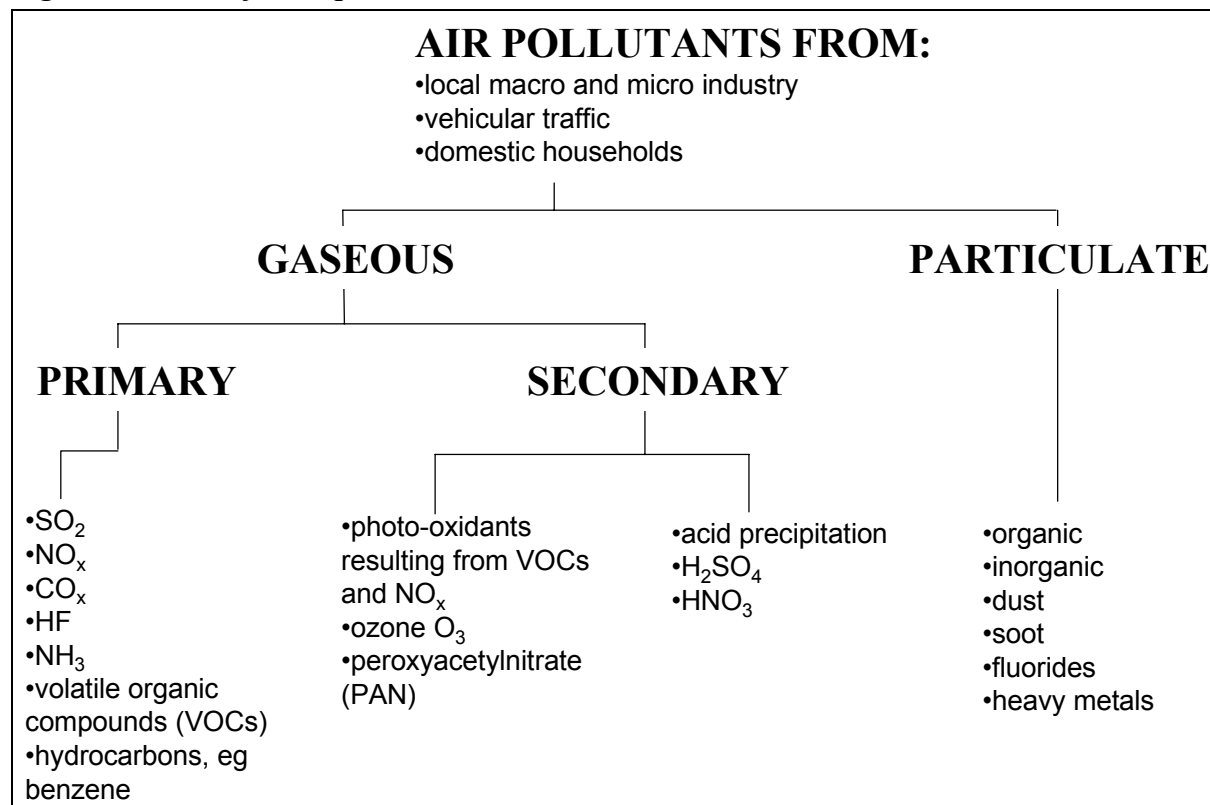 AIR POLLUTANTS FROM:
•local macro and micro industry
•vehicular traffic
•domestic households
GASEOUS
PARTICULATE
PRIMARY
SECONDARY
•SO₂
•NOₓ
•COₓ
•HF
•NH₃
•volatile organic
compounds (VOCs)
•hydrocarbons, eg
benzene
•photo-oxidants
resulting from VOCs
and NOₓ
•ozone O₃
•peroxyacetylnitrate
(PAN)
•acid precipitation
•H₂SO₄
•HNO₃
•organic
•inorganic
•dust
•soot
•fluorides
•heavy metals